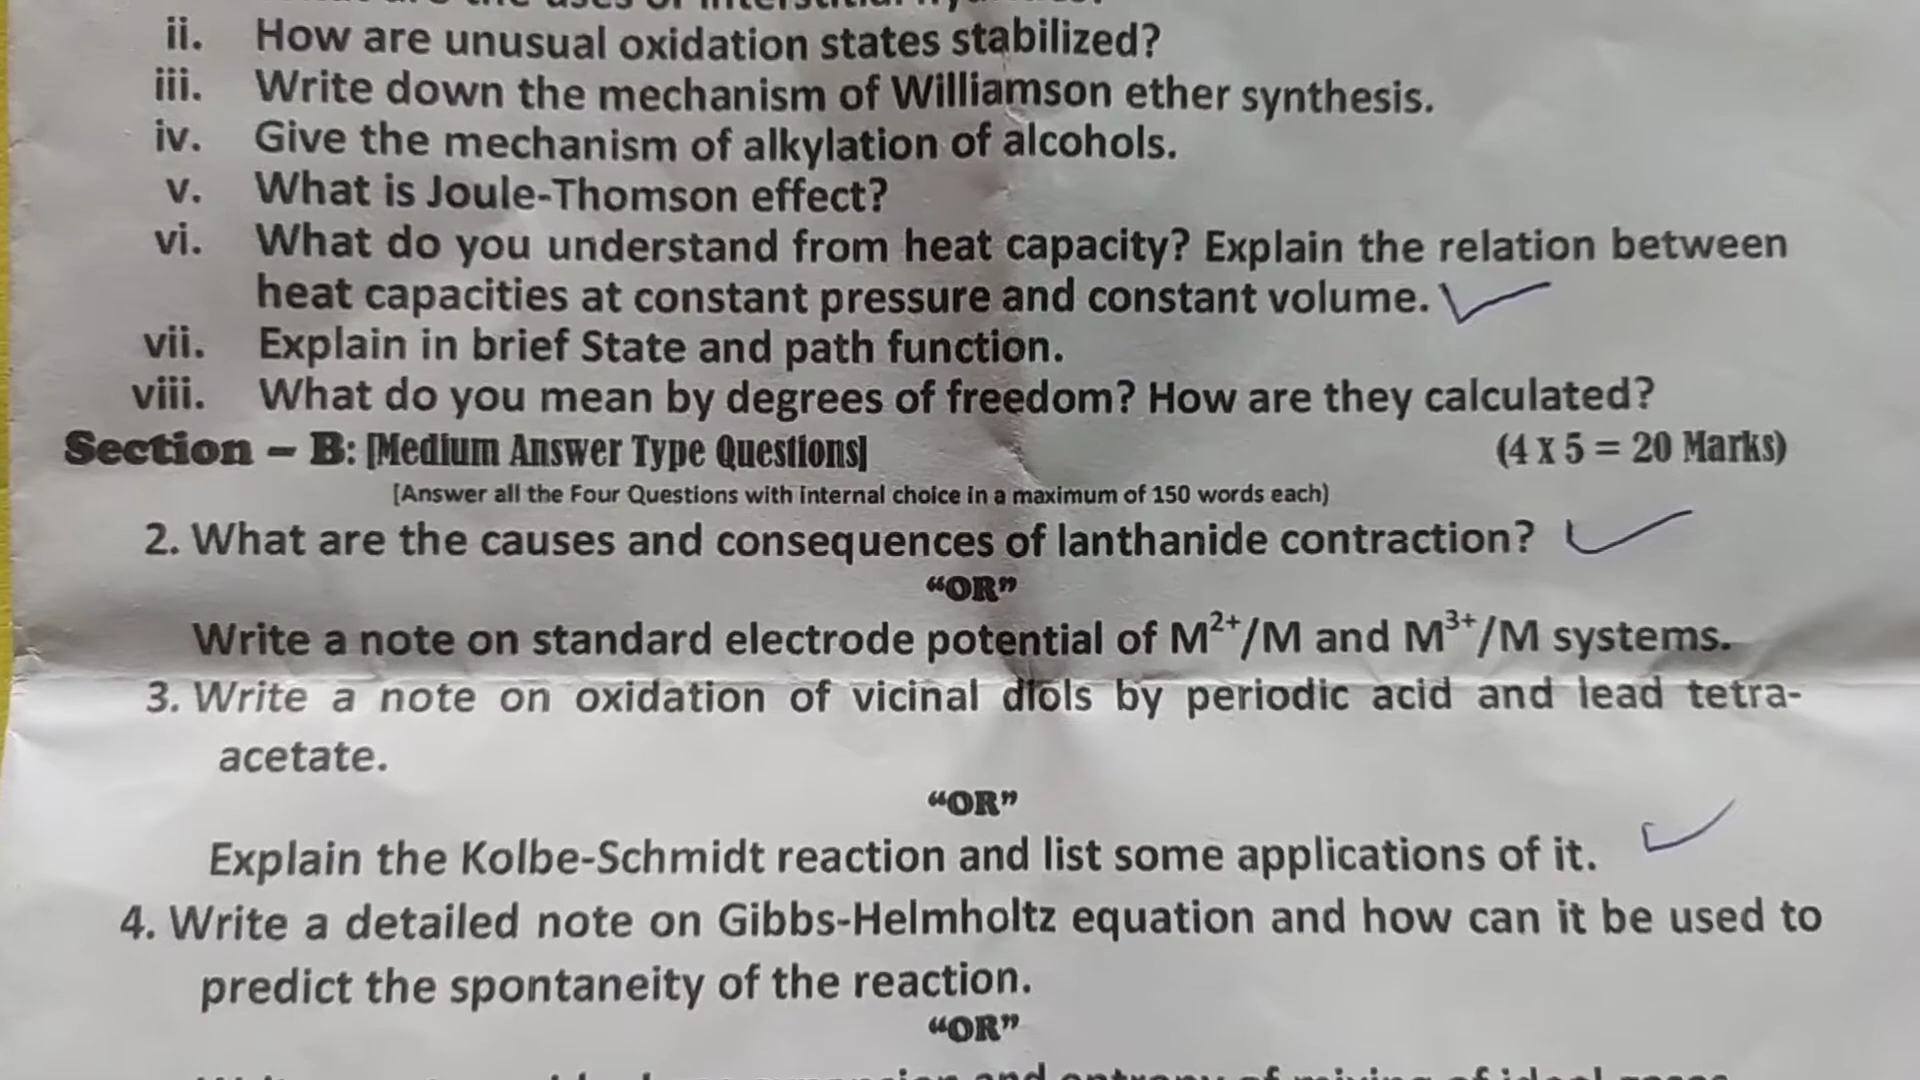 ii. How are unusual oxidation states stabilized?
iii. Write down the mechanism of Williamson ether synthesis.
iv. Give the mechanism of alkylation of alcohols.
v. What is Joule-Thomson effect?
vi. What do you understand from heat capacity? Explain the relation between
heat capacities at constant pressure and constant volume.
vii. Explain in brief State and path function.
viii. What do you mean by degrees of freedom? How are they calculated?
Section – B: [Medium Answer Type Questions] (4 x 5 = 20 Marks)
[Answer all the Four Questions with internal choice in a maximum of 150 words each)
2. What are the causes and consequences of lanthanide contraction?
“OR”
Write a note on standard electrode potential of M²⁺/M and M³⁺/M systems.
3. Write a note on oxidation of vicinal diols by periodic acid and lead tetra-
acetate.
“OR”
Explain the Kolbe-Schmidt reaction and list some applications of it.
4. Write a detailed note on Gibbs-Helmholtz equation and how can it be used to
predict the spontaneity of the reaction.
“OR”
and entropy of mixing of ideal gases